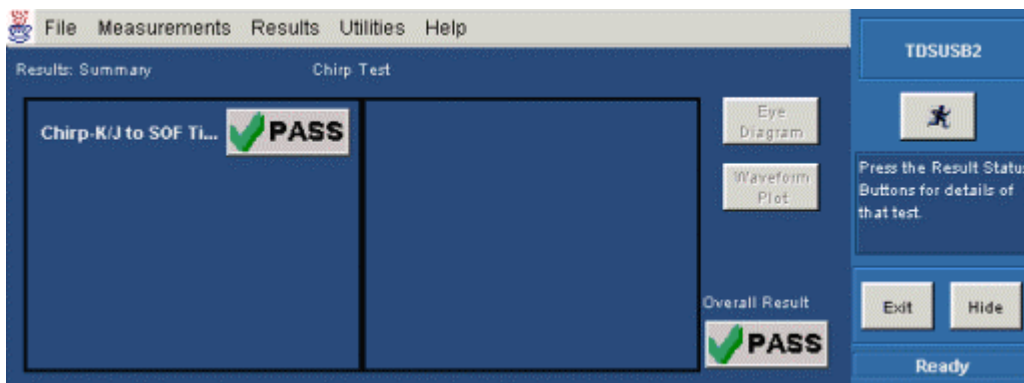 File Measurements Results Utilities Help
Results: Summary Chirp Test
Chirp-K/J to SOF Ti... PASS
Eye
Diagram
Waveform
Plot
Overall Result
PASS
TDSUSB2
Press the Result Status
Buttons for details of
that test.
Exit Hide
Ready